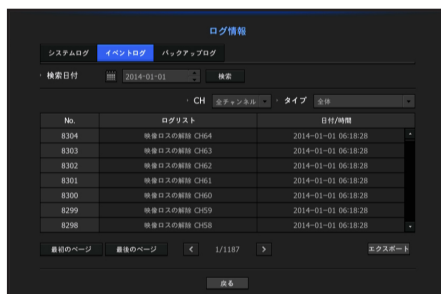 ログ情報
システムログ イベントログ バックアップログ
・検索日付 2014-01-01 検索
・CH 全チャンネル ・タイプ 全体
No. ログリスト 日付/時間
8304 映像ロスの解除 CH64 2014-01-01 06:18:28
8303 映像ロスの解除 CH63 2014-01-01 06:18:28
8302 映像ロスの解除 CH62 2014-01-01 06:18:28
8301 映像ロスの解除 CH61 2014-01-01 06:18:28
8300 映像ロスの解除 CH60 2014-01-01 06:18:28
8299 映像ロスの解除 CH59 2014-01-01 06:18:28
8298 映像ロスの解除 CH58 2014-01-01 06:18:28
最初のページ 最後のページ < 1/1187 > エクスポート
戻る